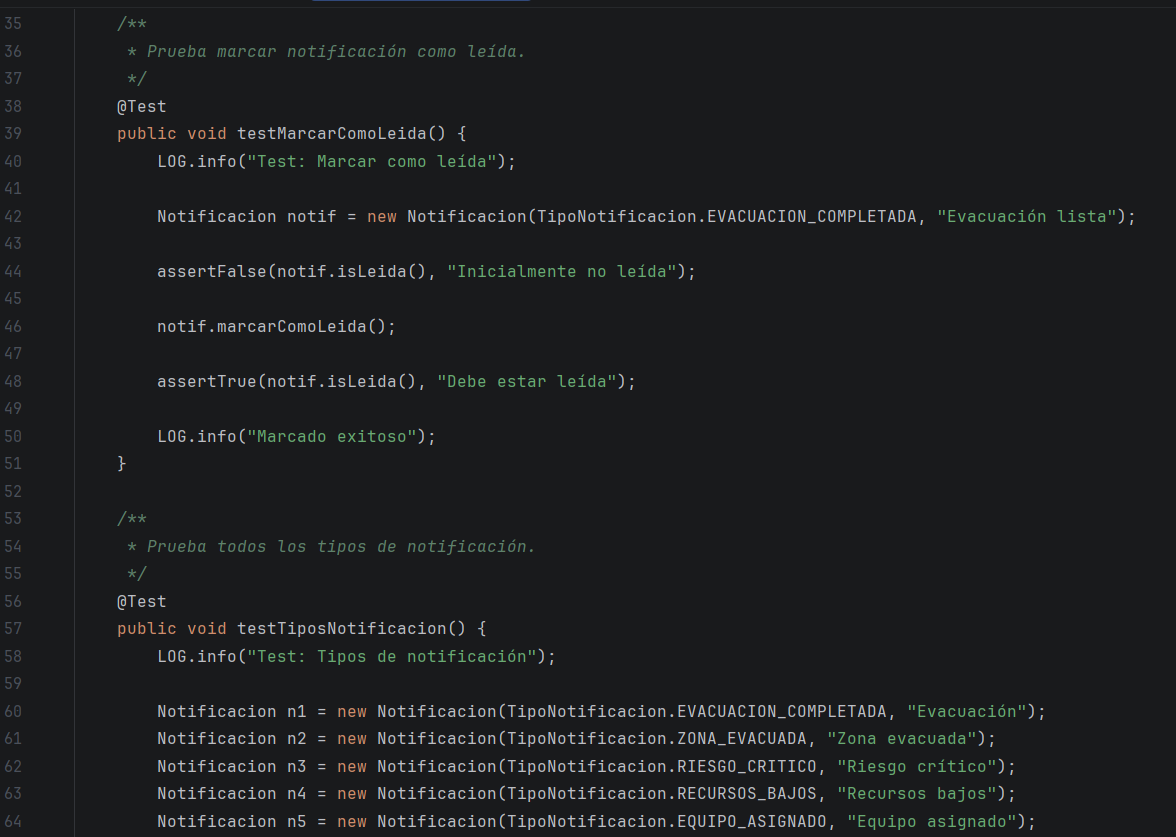 35 /**
36 * Prueba marcar notificación como leída.
37 */
38 @Test
39 public void testMarcarComoLeida() {
40 LOG.info("Test: Marcar como leída");
41
42 Notificacion notif = new Notificacion(TipoNotificacion.EVACUACION_COMPLETADA, "Evacuación lista");
43
44 assertFalse(notif.isLeida(), "Inicialmente no leída");
45
46 notif.marcarComoLeida();
47
48 assertTrue(notif.isLeida(), "Debe estar leída");
49
50 LOG.info("Marcado exitoso");
51 }
52
53 /**
54 * Prueba todos los tipos de notificación.
55 */
56 @Test
57 public void testTiposNotificacion() {
58 LOG.info("Test: Tipos de notificación");
59
60 Notificacion n1 = new Notificacion(TipoNotificacion.EVACUACION_COMPLETADA, "Evacuación");
61 Notificacion n2 = new Notificacion(TipoNotificacion.ZONA_EVACUADA, "Zona evacuada");
62 Notificacion n3 = new Notificacion(TipoNotificacion.RIESGO_CRITICO, "Riesgo crítico");
63 Notificacion n4 = new Notificacion(TipoNotificacion.RECURSOS_BAJOS, "Recursos bajos");
64 Notificacion n5 = new Notificacion(TipoNotificacion.EQUIPO_ASIGNADO, "Equipo asignado");